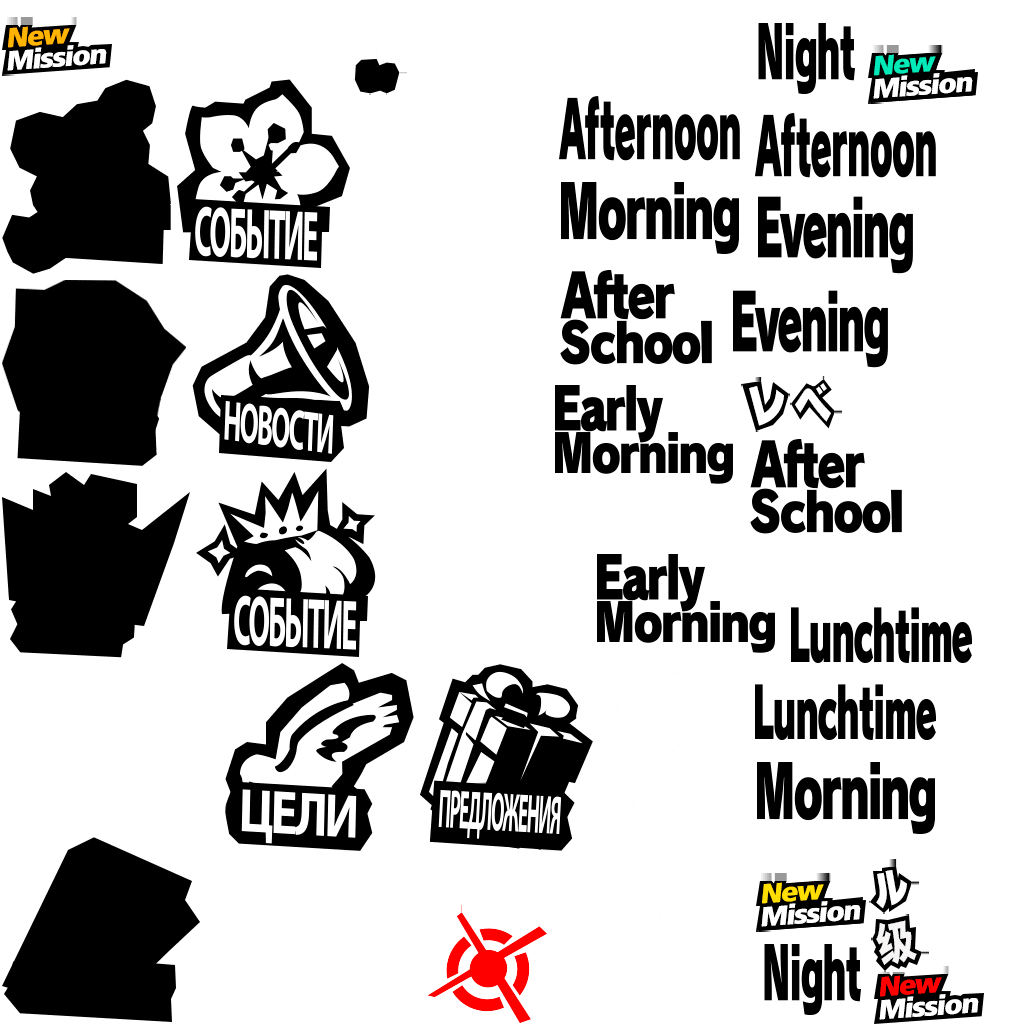 New
Mission
Night
New
Mission
Afternoon
Afternoon
СОБЫТИЕ
Morning
Evening
After
School
Evening
НОВОСТИ
レベ
Early
Morning
After
School
СОБЫТИЕ
Early
Morning
Lunchtime
Lunchtime
ЦЕЛИ
ПРЕДЛОЖЕНИЯ
Morning
New
Mission
ル
级
Night
New
Mission